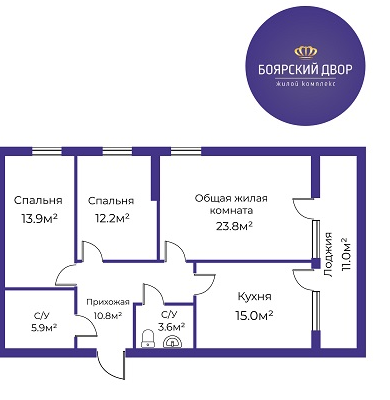 БОЯРСКИЙ ДВОР
жилой комплекс
Спальня
13.9м²
Спальня
12.2м²
Общая жилая
комната
23.8м²
Лоджия
11.0м²
С/У
5.9м²
Прихожая
10.8м²
С/У
3.6м²
Кухня
15.0м²